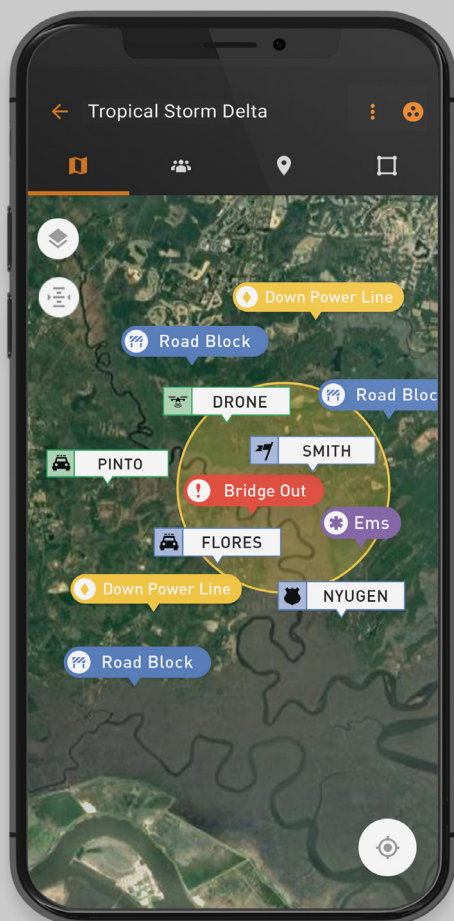 Tropical Storm Delta
Down Power Line
Road Block
Road Bloc
DRONE
SMITH
PINTO
Bridge Out
Ems
FLORES
Down Power Line
NYUGEN
Road Block